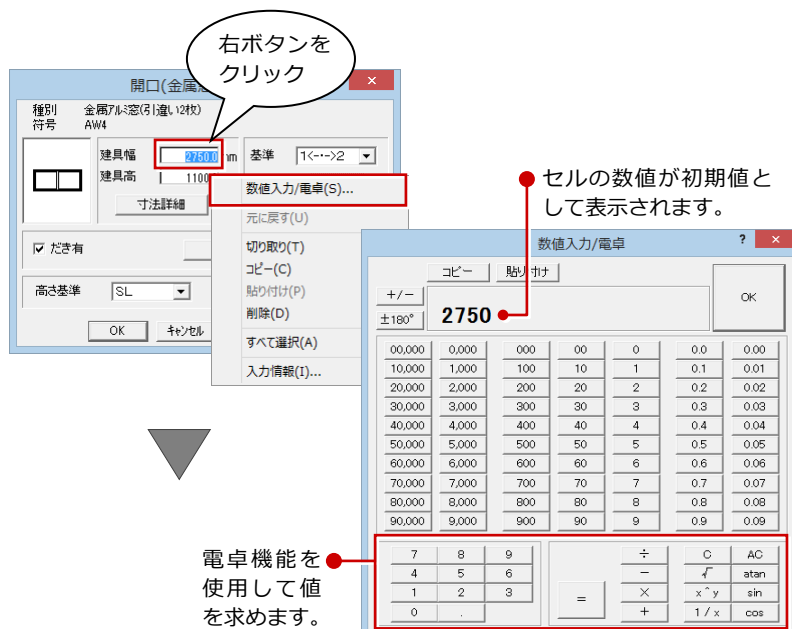 右ボタンを
クリック
開口(金属
種別 金属アルミ窓(引違い2枚)
符号 AW4
建具幅 2750.0 mm 基準 1<-·->2
建具高 1100
寸法詳細
だき有
高さ基準 SL
OK キャンセル
数値入力/電卓(S)...
元に戻す(U)
切り取り(T)
コピー(C)
貼り付け(P)
削除(D)
すべて選択(A)
入力情報(I)...
セルの数値が初期値と
して表示されます。
数値入力/電卓 ?
コピー 貼り付け
+/-
±180°
2750
OK
00,000 0,000 000 00 0 0.0 0.00
10,000 1,000 100 10 1 0.1 0.01
20,000 2,000 200 20 2 0.2 0.02
30,000 3,000 300 30 3 0.3 0.03
40,000 4,000 400 40 4 0.4 0.04
50,000 5,000 500 50 5 0.5 0.05
60,000 6,000 600 60 6 0.6 0.06
70,000 7,000 700 70 7 0.7 0.07
80,000 8,000 800 80 8 0.8 0.08
90,000 9,000 900 90 9 0.9 0.09
電卓機能を
使用して値
を求めます。
7 8 9 ÷ C AC
4 5 6 - √ atan
1 2 3 = × x^y sin
0 . + 1/x cos